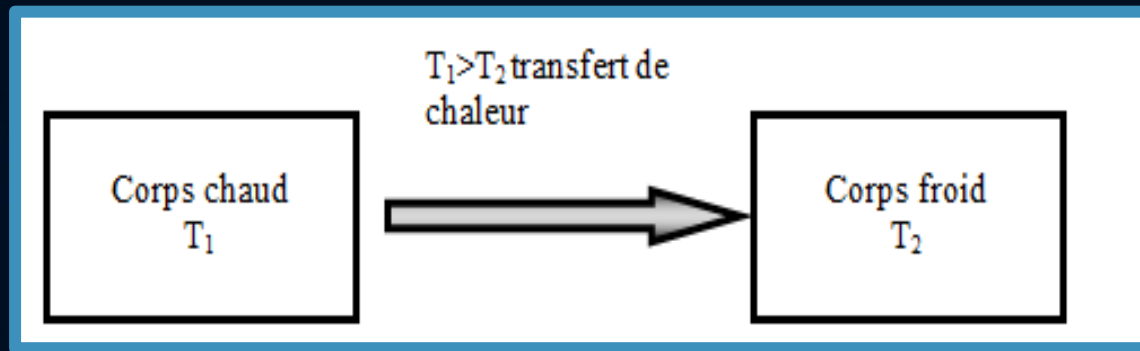 T₁>T₂ transfert de
chaleur
Corps chaud
T₁
Corps froid
T₂